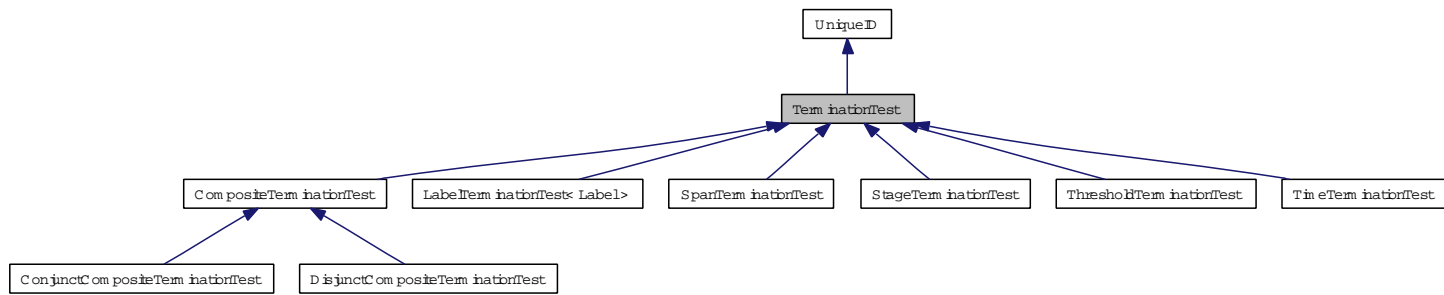 UniqueID
TerminationTest
CompositeTerminationTest
LabelTerminationTest< Label >
SpanTerminationTest
StageTerminationTest
ThresholdTerminationTest
TimeTerminationTest
ConjunctCompositeTerminationTest
DisjunctCompositeTerminationTest